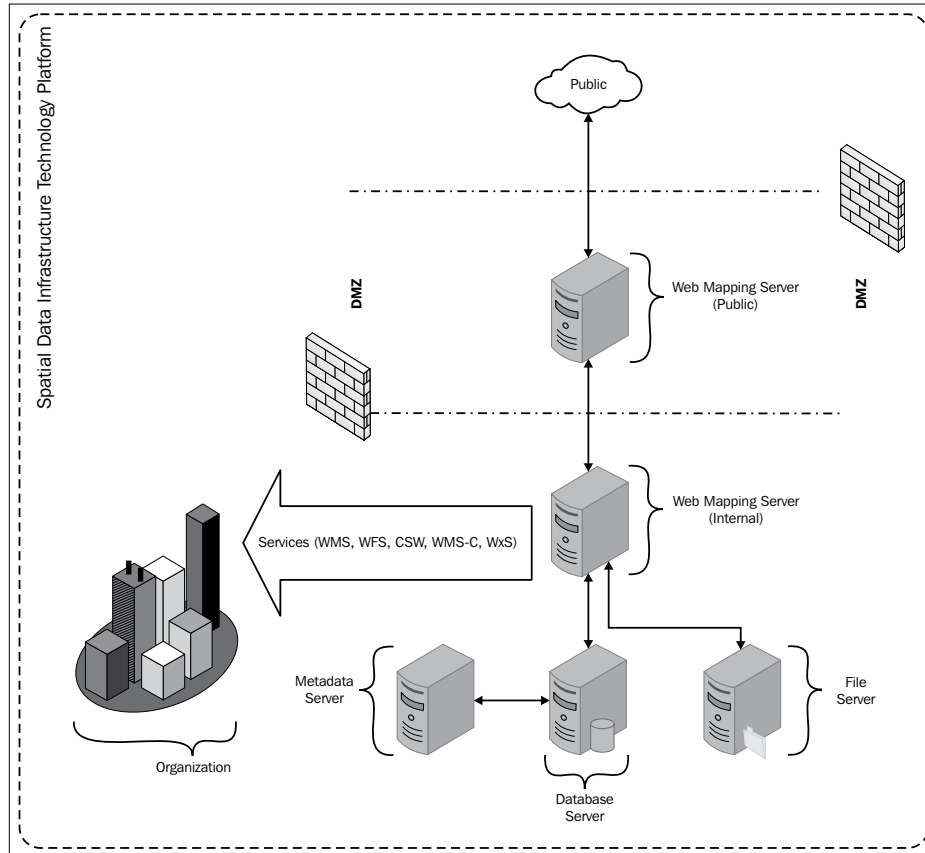 Spatial Data Infrastructure Technology Platform
Public
DMZ
DMZ
Web Mapping Server
(Public)
Web Mapping Server
(Internal)
Services (WMS, WFS, CSW, WMS-C, WxS)
Metadata
Server
File
Server
Organization
Database
Server